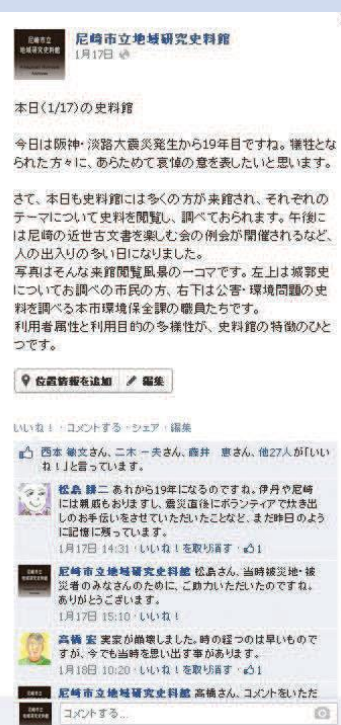 尼崎市立
地域研究史料館
尼崎市立地域研究史料館
1月17日
本日(1/17)の史料館
今日は阪神・淡路大震災発生から19年目ですね。犠牲とな
られた方々に、あらためて哀悼の意を表したいと思います。
さて、本日も史料館には多くの方が来館され、それぞれの
テーマについて史料を閲覧し、調べておられます。午後に
は尼崎の近世古文書を楽しむ会の例会が開催されるなど、
人の出入りの多い日になりました。
写真はそんな来館閲覧風景の一コマです。左上は城郭史
についてお調べの市民の方、右下は公害・環境問題の史
料を調べる本市環境保全課の職員たちです。
利用者属性と利用目的の多様性が、史料館の特徴のひと
つです。
位置情報を追加 編集
いいね!・コメントする・シェア・編集
西本 敏文さん、二木 一夫さん、森井 恵さん、他27人が「いい
ね!」と言っています。
松島 耕二 あれから19年になるのですね。伊丹や尼崎
には親戚もおりますし、震災直後にボランティアで炊き出
しのお手伝いをさせていただいたことなど、まだ昨日のよう
に記憶に残っています。
1月17日 14:31・いいね!を取り消す・1
尼崎市立地域研究史料館 松島さん、当時被災地・被
災者のみなさんのために、ご助力いただいたのですね。
ありがとうございます。
1月17日 15:10・いいね!
高橋 宏 実家が崩壊しました。時の経つのは早いもので
すが、今でも当時を思い出す事があります。
1月18日 10:20・いいね!を取り消す・1
尼崎市立地域研究史料館 高橋さん、コメントをいただ
コメントする...